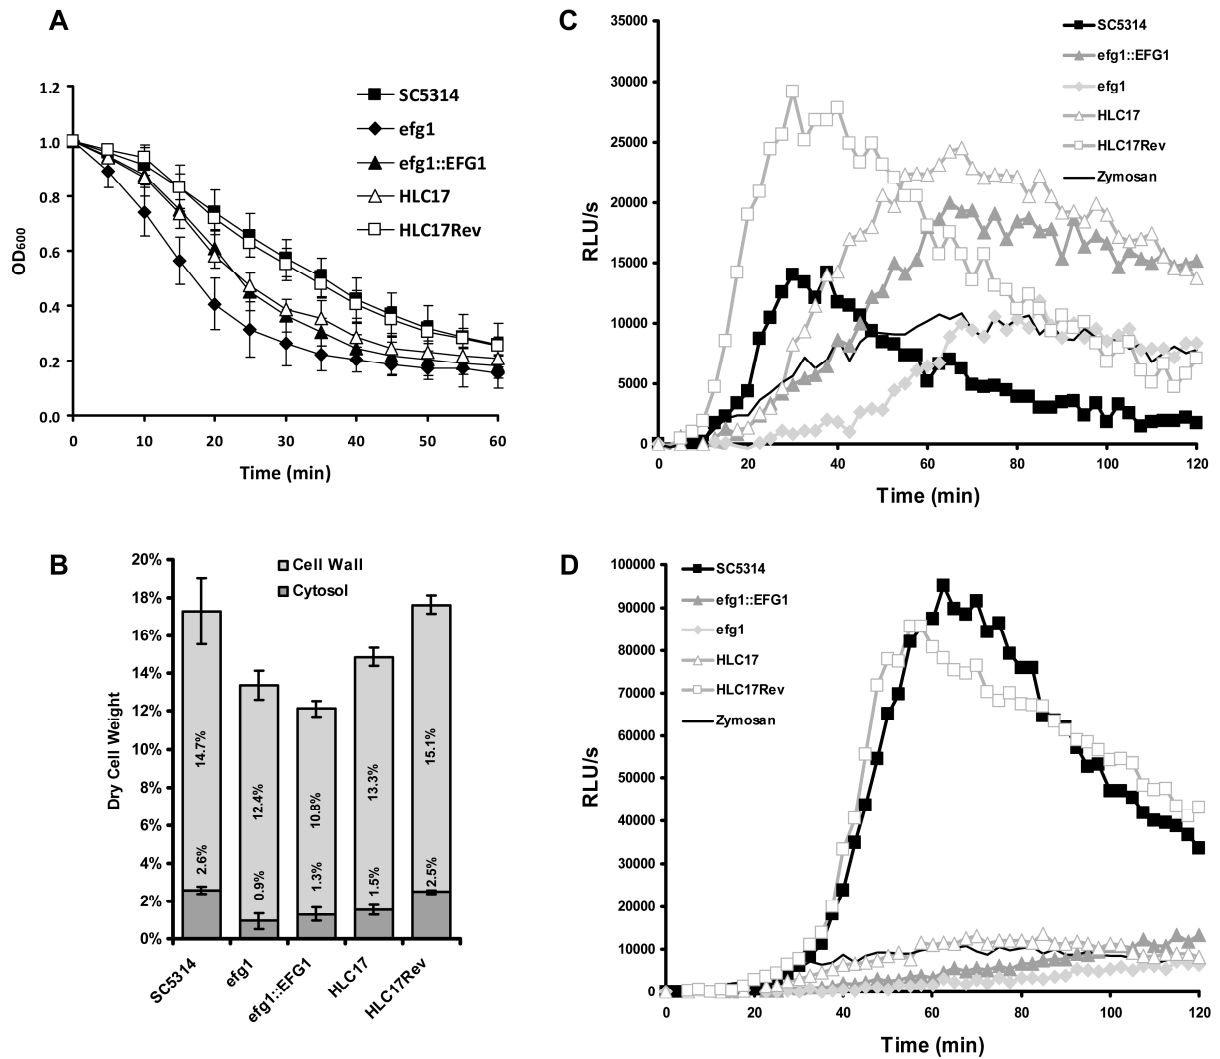 A
1.2
1.0
0.8
0.6
0.4
0.2
0.0
OD600
0 10 20 30 40 50 60
Time (min)
SC5314
efg1
efg1::EFG1
HLC17
HLC17Rev
C
35000
30000
25000
20000
15000
10000
5000
0
RLU/s
0 20 40 60 80 100 120
Time (min)
SC5314
efg1::EFG1
efg1
HLC17
HLC17Rev
Zymosan
B
20%
18%
16%
14%
12%
10%
8%
6%
4%
2%
0%
Dry Cell Weight
Cell Wall
Cytosol
14.7%
2.6%
12.4%
0.9%
10.8%
1.3%
13.3%
1.5%
15.1%
2.5%
SC5314
efg1
efg1::EFG1
HLC17
HLC17Rev
D
100000
90000
80000
70000
60000
50000
40000
30000
20000
10000
0
RLU/s
0 20 40 60 80 100 120
Time (min)
SC5314
efg1::EFG1
efg1
HLC17
HLC17Rev
Zymosan